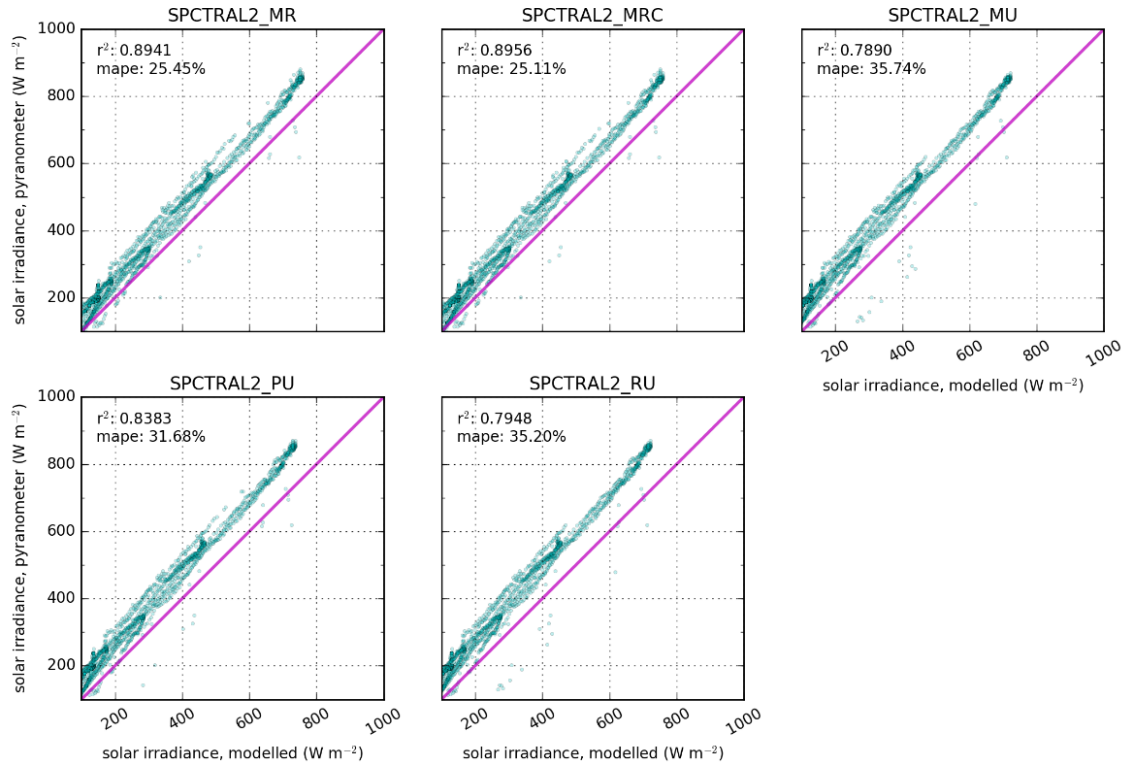 SPCTRAL2_MR
r²: 0.8941
mape: 25.45%
1000
800
600
400
200
solar irradiance, pyranometer (W m⁻²)
SPCTRAL2_MRC
r²: 0.8956
mape: 25.11%
SPCTRAL2_MU
r²: 0.7890
mape: 35.74%
200
400
600
800
1000
solar irradiance, modelled (W m⁻²)
SPCTRAL2_PU
r²: 0.8383
mape: 31.68%
1000
800
600
400
200
solar irradiance, pyranometer (W m⁻²)
200
400
600
800
1000
solar irradiance, modelled (W m⁻²)
SPCTRAL2_RU
r²: 0.7948
mape: 35.20%
200
400
600
800
1000
solar irradiance, modelled (W m⁻²)